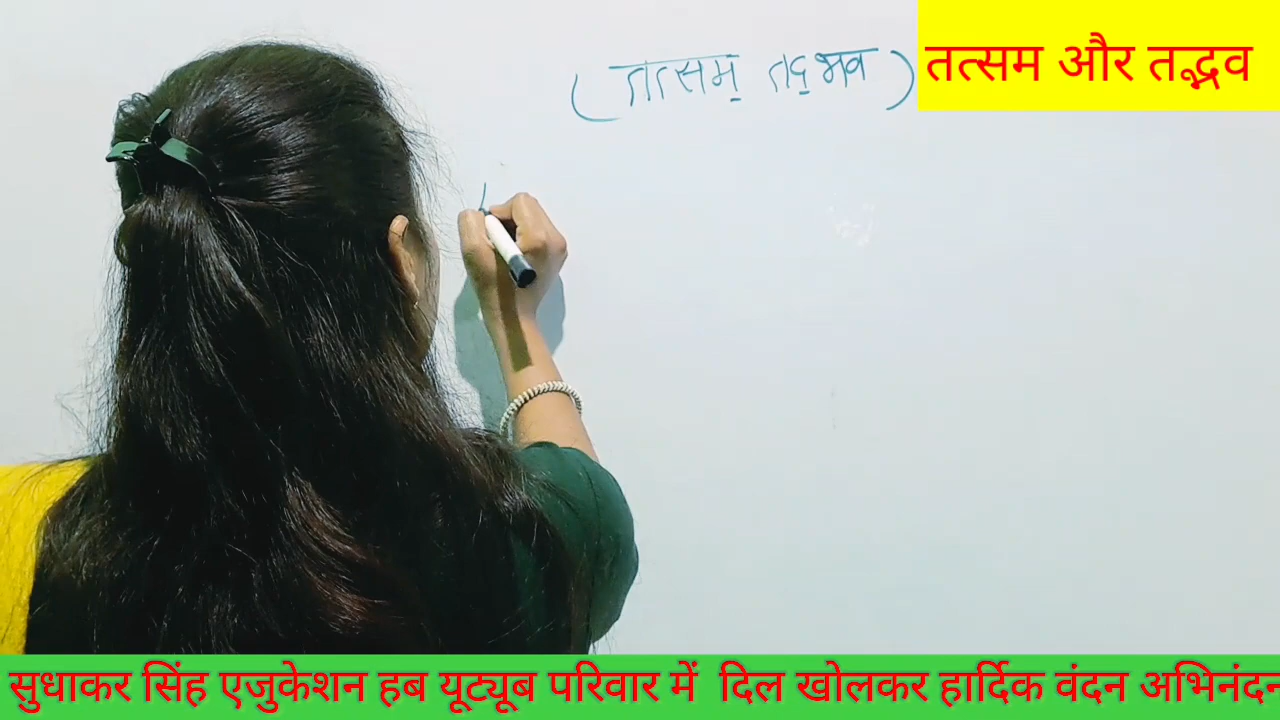 (तत्सम् तद्भव)
तत्सम और तद्भव
सुधाकर सिंह एजुकेशन हब यूट्यूब परिवार में दिल खोलकर हार्दिक वंदन अभिनंदन